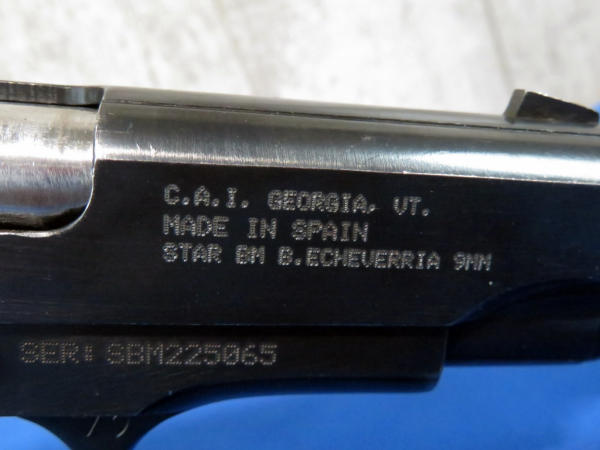 C.A.I. GEORGIA, VT.
MADE IN SPAIN
STAR BM B.ECHEVERRIA 9MM
SER! SBM225065